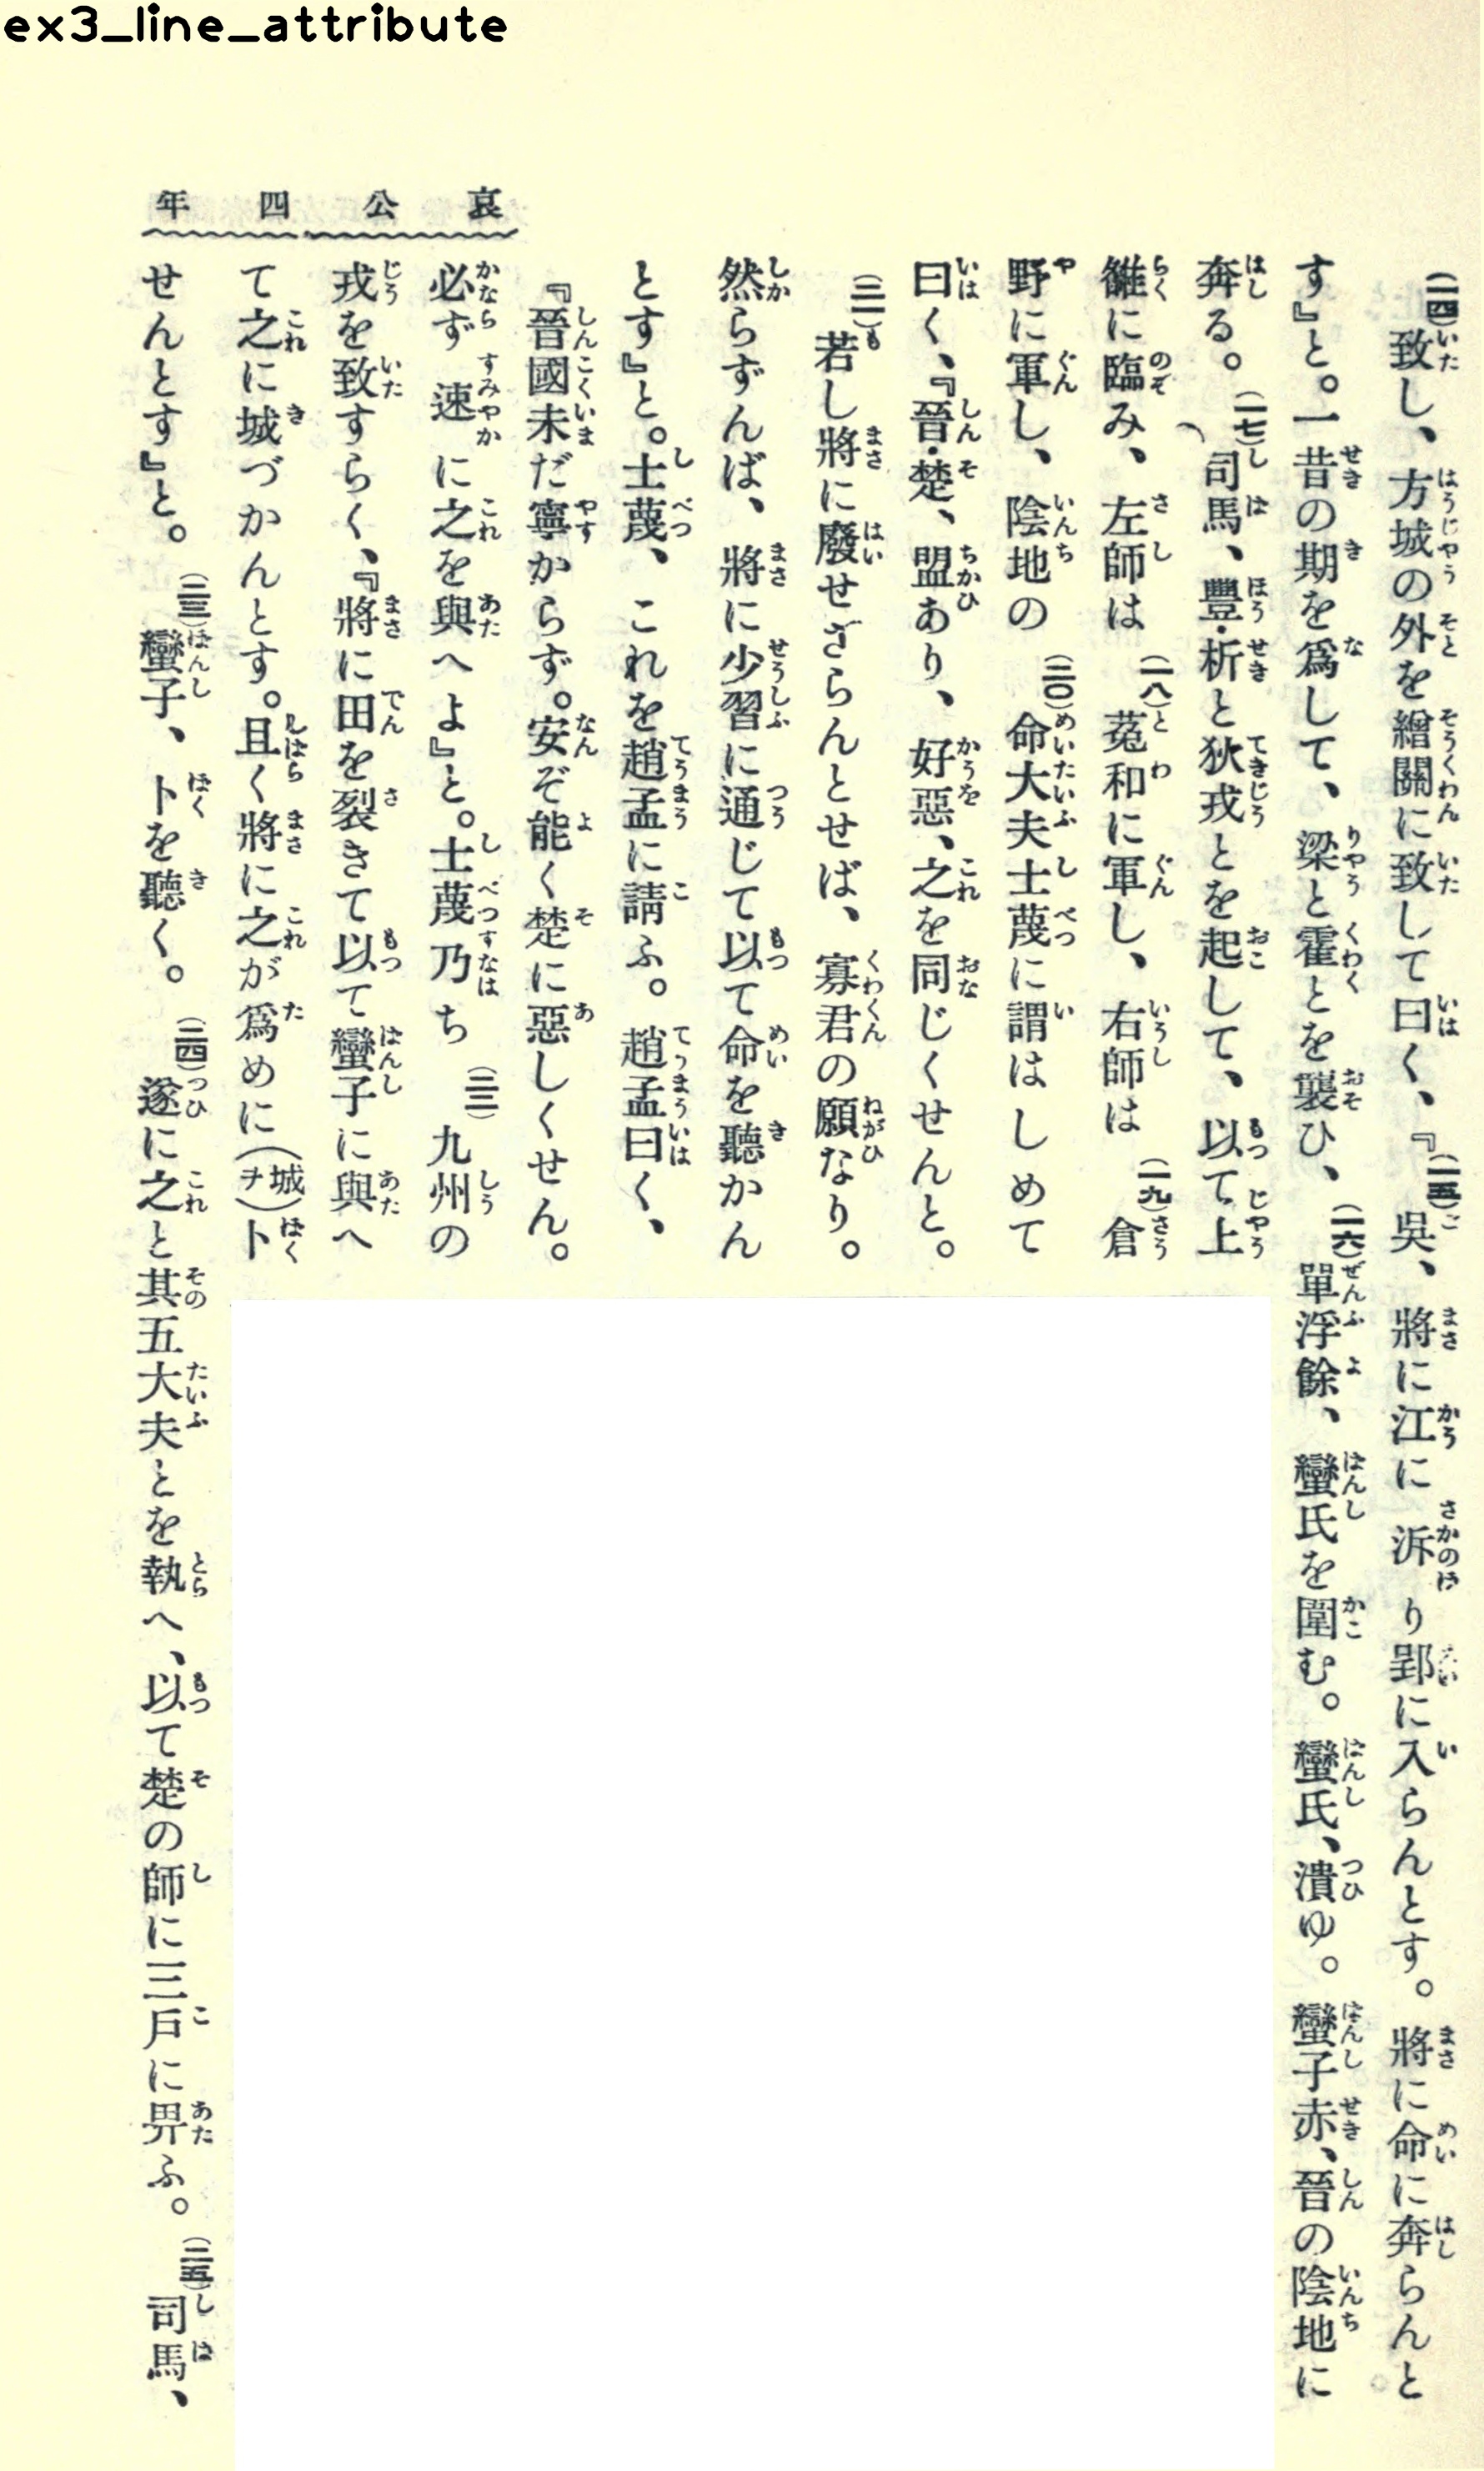 ex3_line_attribute
哀公四年
(一四)致し、方城の外を繒關に致して曰く、『(一五)吳、將に江に泝り郢に入らんとす。將に命に奔らんと
す』と。一昔の期を爲して、梁と霍とを襲ひ、(一六)單浮餘、蠻氏を圍む。蠻氏、潰ゆ。蠻子赤、晉の陰地に
奔る。(一七)司馬、豐·析と狄戎とを起して、以て上
雒に臨み、左師は(一八)菟和に軍し、右師は(一九)倉
野に軍し、陰地の(二〇)命大夫士蔑に謂はしめて
曰く、『晉·楚、盟あり、好惡、之を同じくせんと。
(二一)若し將に廢せざらんとせば、寡君の願なり。
然らずんば、將に少習に通じて以て命を聽かん
とす』と。士蔑、これを趙孟に請ふ。趙孟曰く、
『晉國未だ寧からず。安ぞ能く楚に惡しくせん。
必ず速に之を與へよ』と。士蔑乃ち(二二)九州の
戎を致すらく、『將に田を裂きて以て蠻子に與へ
て之に城づかんとす。且く將に之が爲めに(城ヲ)卜
せんとす』と。(二三)蠻子、卜を聽く。(二四)遂に之と其五大夫とを執へ、以て楚の師に三戶に畀ふ。(二五)司馬、